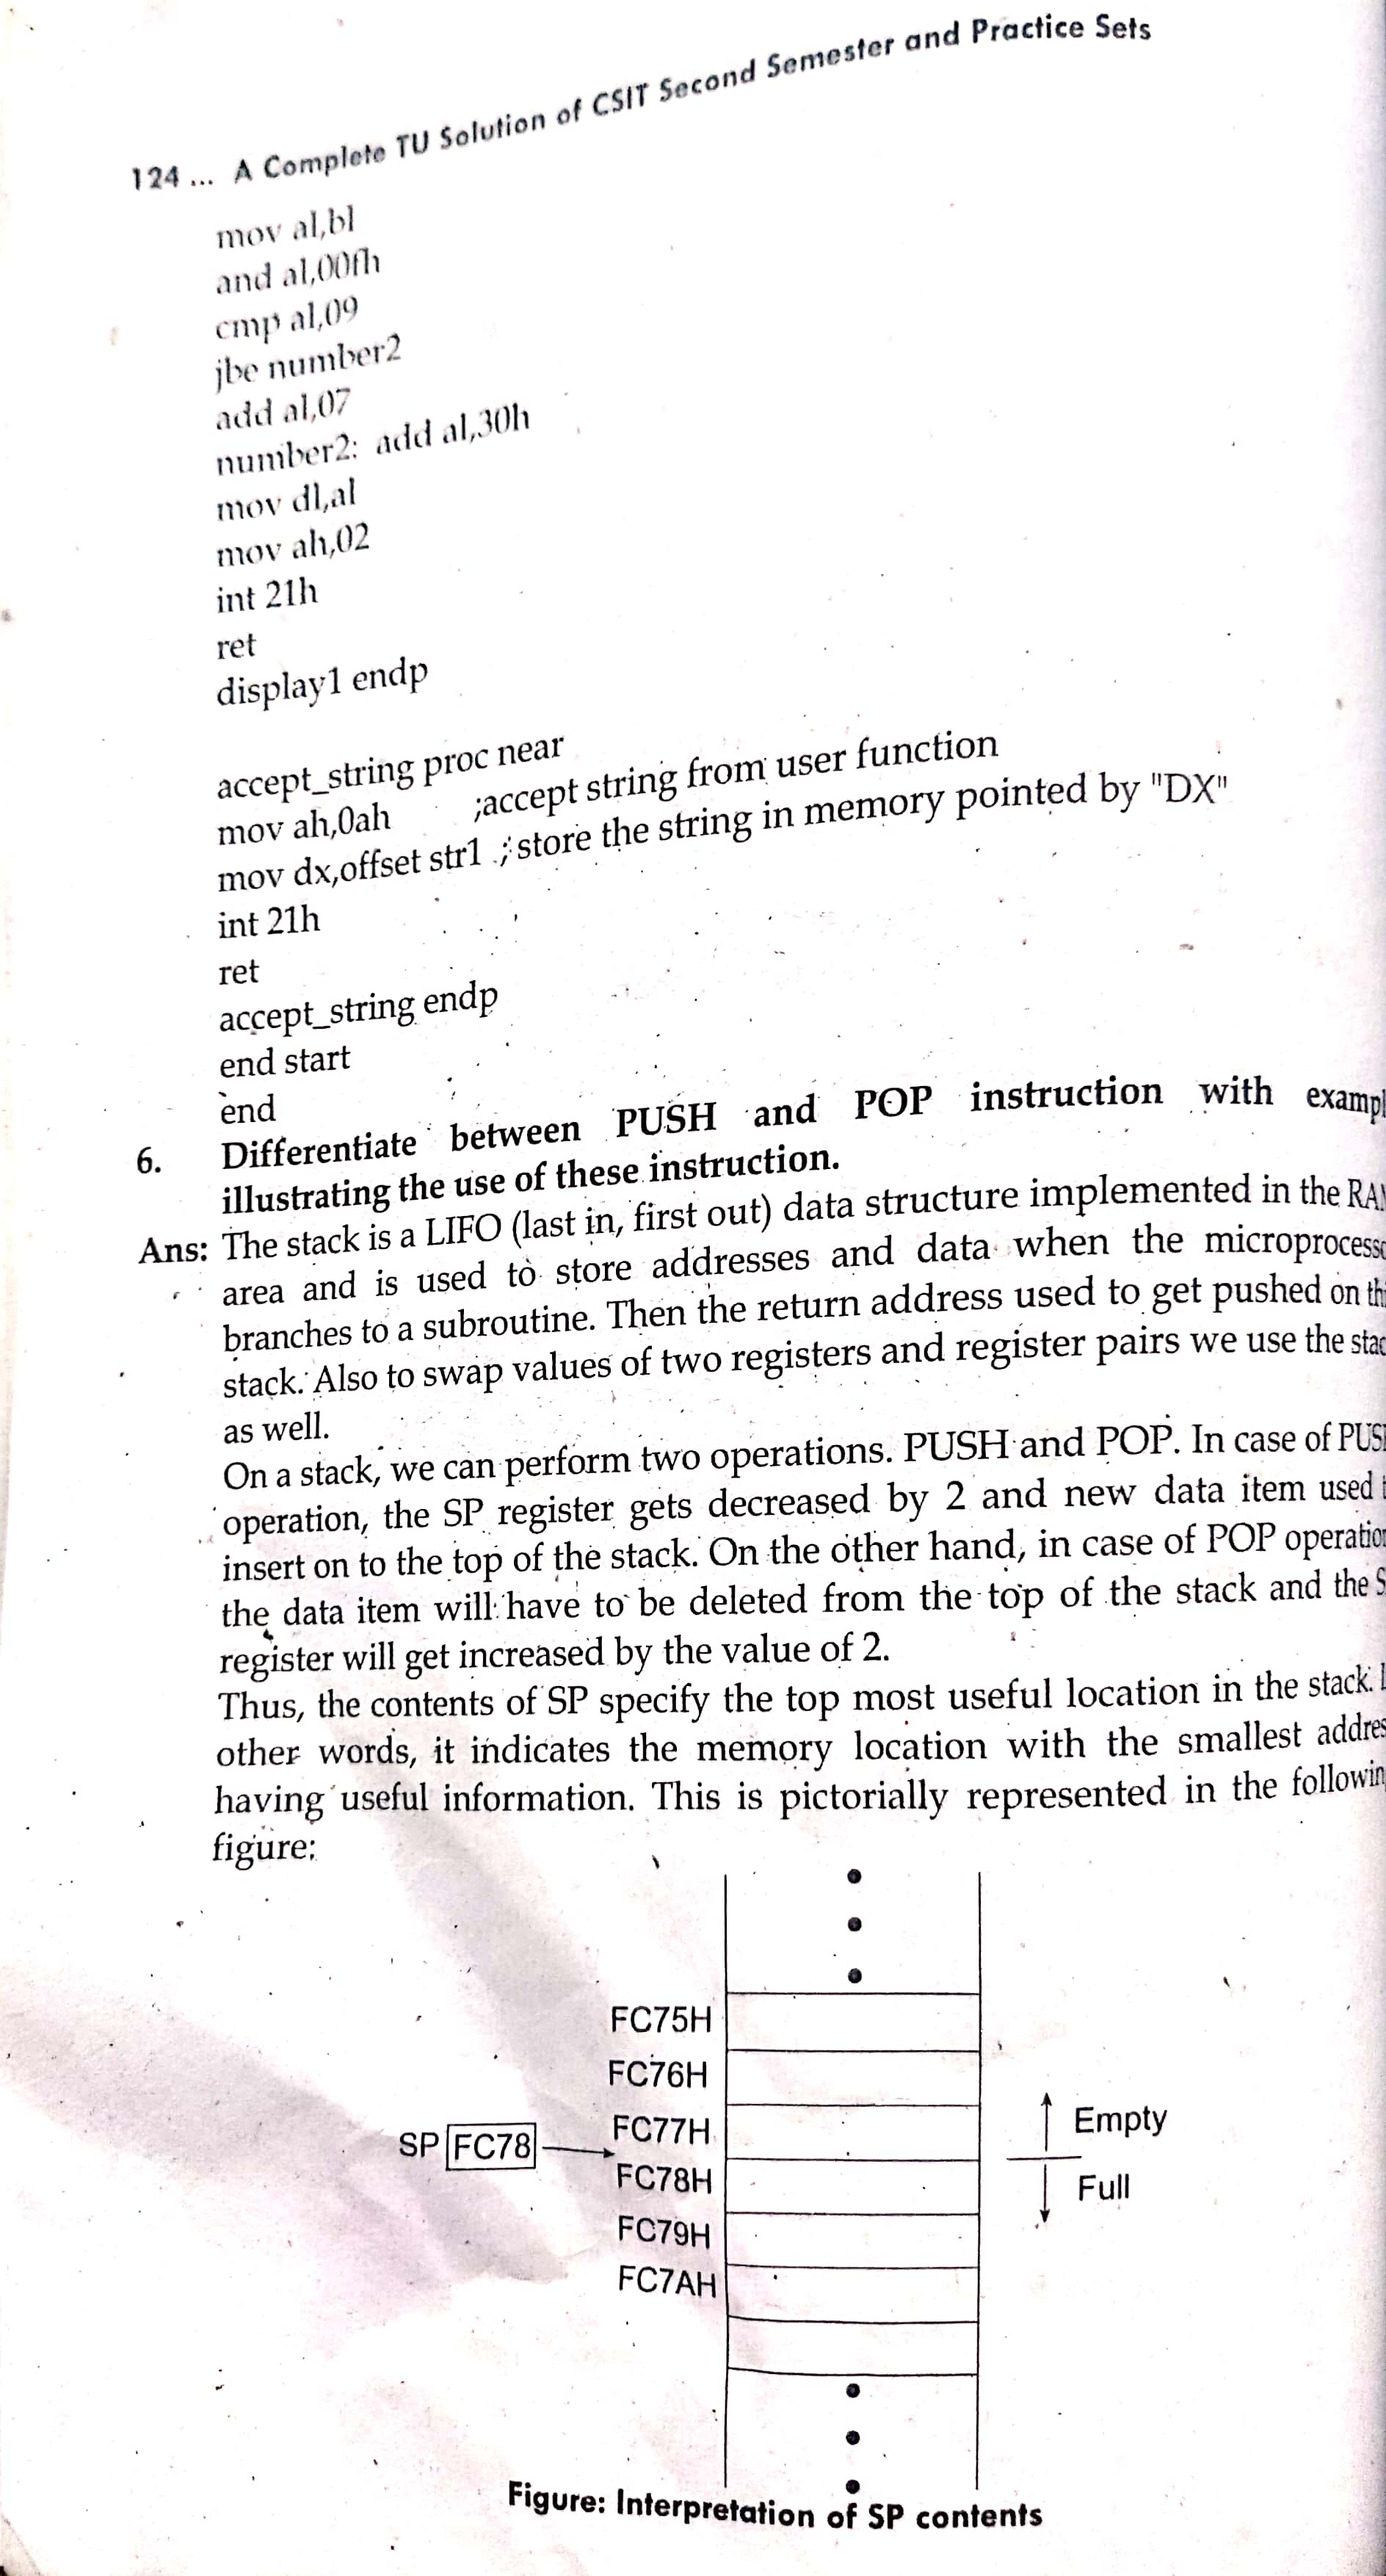 124 ... A Complete TU Solution of CSIT Second Semester and Practice Sets
mov al,bl
and al,00fh
cmp al,09
jbe number2
add al,07
number2: add al,30h
mov dl,al
mov ah,02
int 21h
ret
display1 endp
accept_string proc near
mov ah,0ah ;accept string from user function
mov dx,offset str1 ; store the string in memory pointed by "DX"
int 21h
ret
accept_string endp
end start
end
6. Differentiate between PUSH and POP instruction with exampl
illustrating the use of these instruction.
Ans: The stack is a LIFO (last in, first out) data structure implemented in the RA
area and is used to store addresses and data when the microprocesso
branches to a subroutine. Then the return address used to get pushed on th
stack. Also to swap values of two registers and register pairs we use the stac
as well.
On a stack, we can perform two operations. PUSH and POP. In case of PUS
operation, the SP register gets decreased by 2 and new data item used
insert on to the top of the stack. On the other hand, in case of POP operatio
the data item will have to be deleted from the top of the stack and the S
register will get increased by the value of 2.
Thus, the contents of SP specify the top most useful location in the stack.
other words, it indicates the memory location with the smallest addres
having useful information. This is pictorially represented in the followin
figure:
FC75H
FC76H
FC77H
SP FC78
FC78H
FC79H
FC7AH
Empty
Full
Figure: Interpretation of SP contents